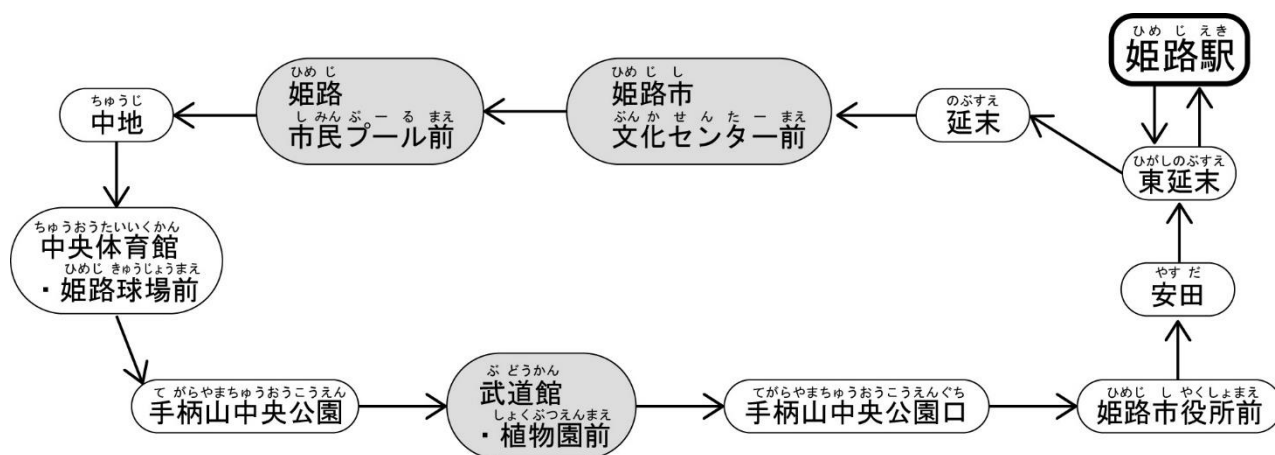 ひめ じ えき
姫路駅
ひがしのぶすえ
東延末
のぶすえ
延末
ひめ じ し
姫路市
ぶん か せ ん た ー まえ
文化センター前
ひめ じ
姫路
し みん ぷ ー る まえ
市民プール前
ちゅうじ
中地
ちゅうおうたいいくかん
中央体育館
ひめじ きゅうじょうまえ
・姫路球場前
て がらやまちゅうおうこうえん
手柄山中央公園
ぶ どうかん
武道館
しょくぶつえんまえ
・植物園前
てがらやまちゅうおうこうえんぐち
手柄山中央公園口
ひめじ し やくしょまえ
姫路市役所前
やす だ
安田